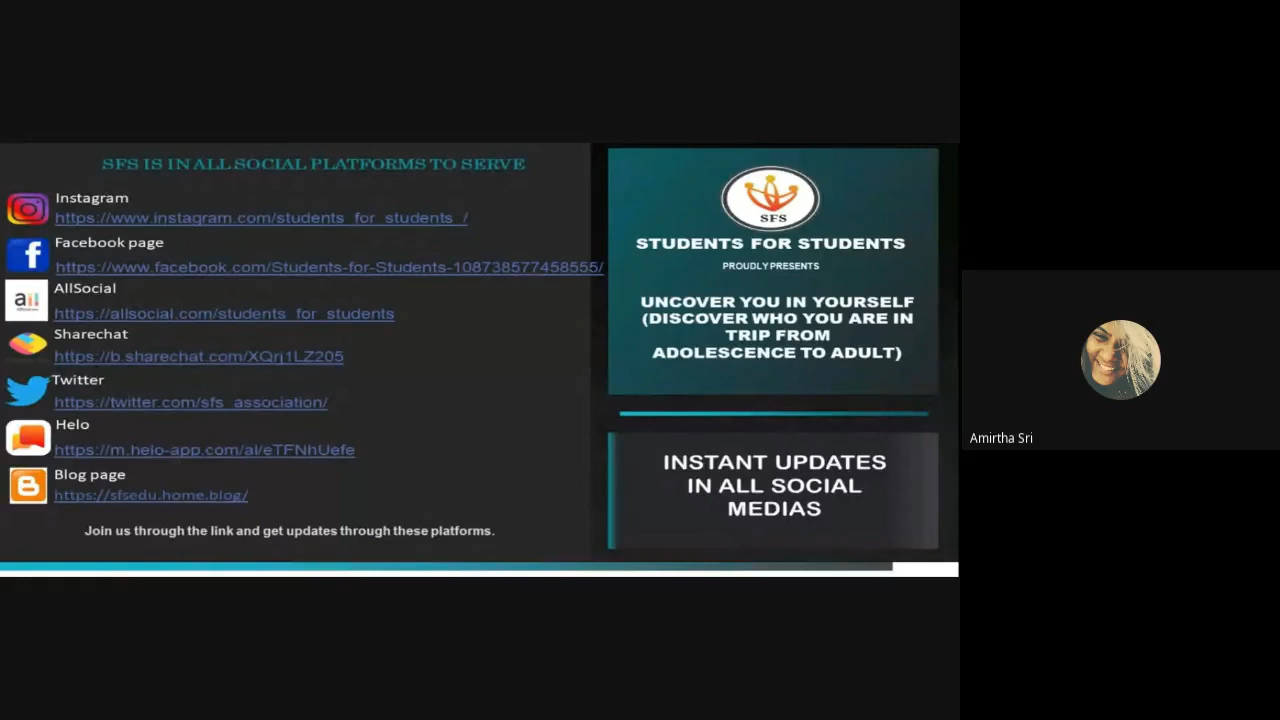 SFS IS IN ALL SOCIAL PLATFORMS TO SERVE
Instagram
https://www.instagram.com/students_for_students_/
Facebook page
https://www.facebook.com/Students-for-Students-108738577458555/
AllSocial
all
https://allsocial.com/students_for_students
Sharechat
https://b.sharechat.com/XQrj1LZ205
Twitter
https://twitter.com/sfs_association/
Helo
https://m.helo-app.com/al/eTFNhUefe
Blog page
https://sfsedu.home.blog/
Join us through the link and get updates through these platforms.
SFS
STUDENTS FOR STUDENTS
PROUDLY PRESENTS
UNCOVER YOU IN YOURSELF
(DISCOVER WHO YOU ARE IN
TRIP FROM
ADOLESCENCE TO ADULT)
INSTANT UPDATES
IN ALL SOCIAL
MEDIAS
Amirtha Sri